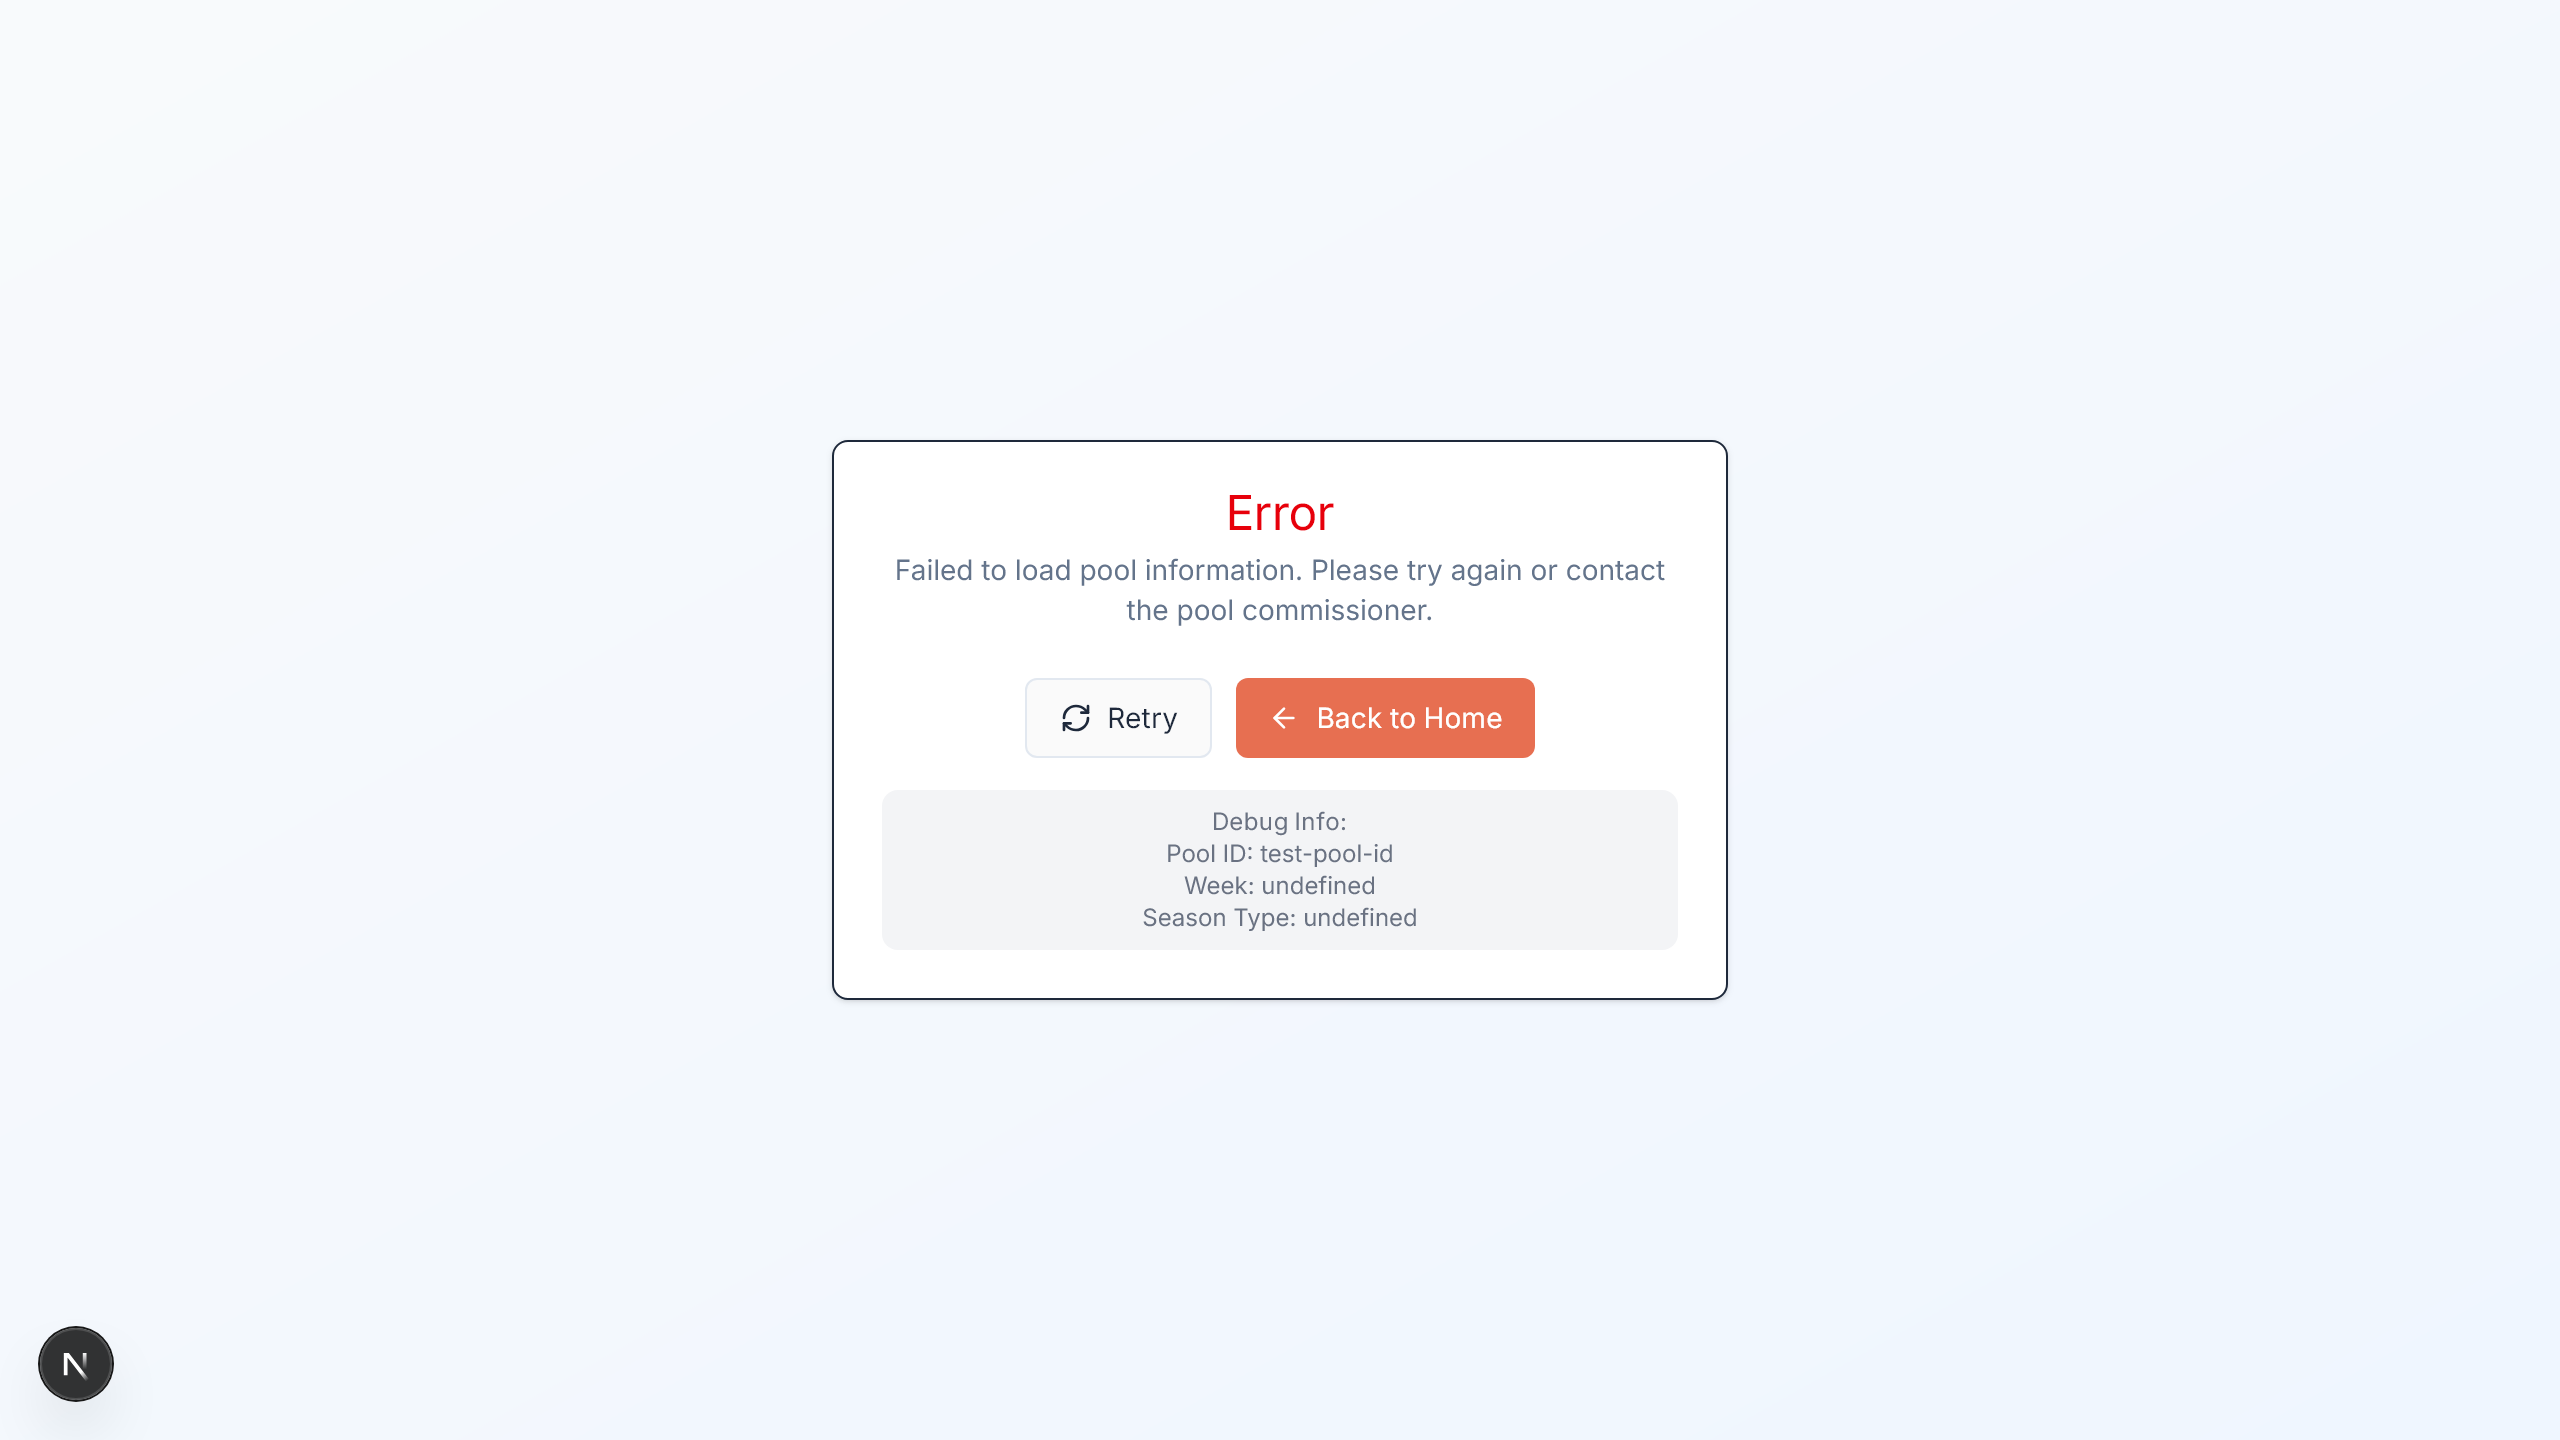 Error
Failed to load pool information. Please try again or contact
the pool commissioner.
Retry
Back to Home
Debug Info:
Pool ID: test-pool-id
Week: undefined
Season Type: undefined
N